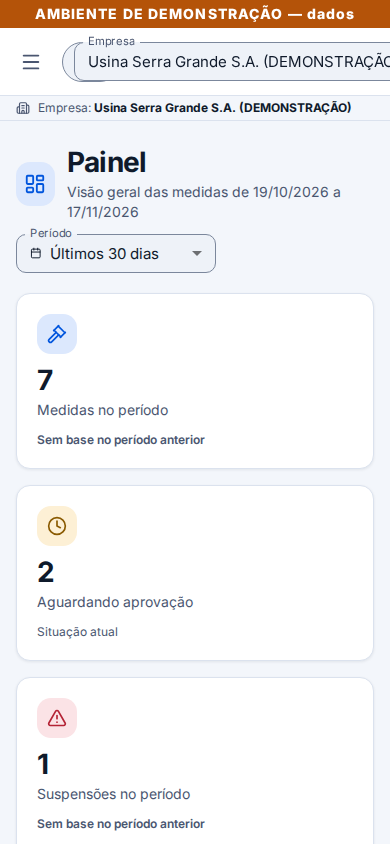 AMBIENTE DE DEMONSTRAÇÃO — dados
Empresa
Usina Serra Grande S.A. (DEMONSTRAÇÃO
Empresa: Usina Serra Grande S.A. (DEMONSTRAÇÃO)
Painel
Visão geral das medidas de 19/10/2026 a
17/11/2026
Período
Últimos 30 dias
7
Medidas no período
Sem base no período anterior
2
Aguardando aprovação
Situação atual
1
Suspensões no período
Sem base no período anterior